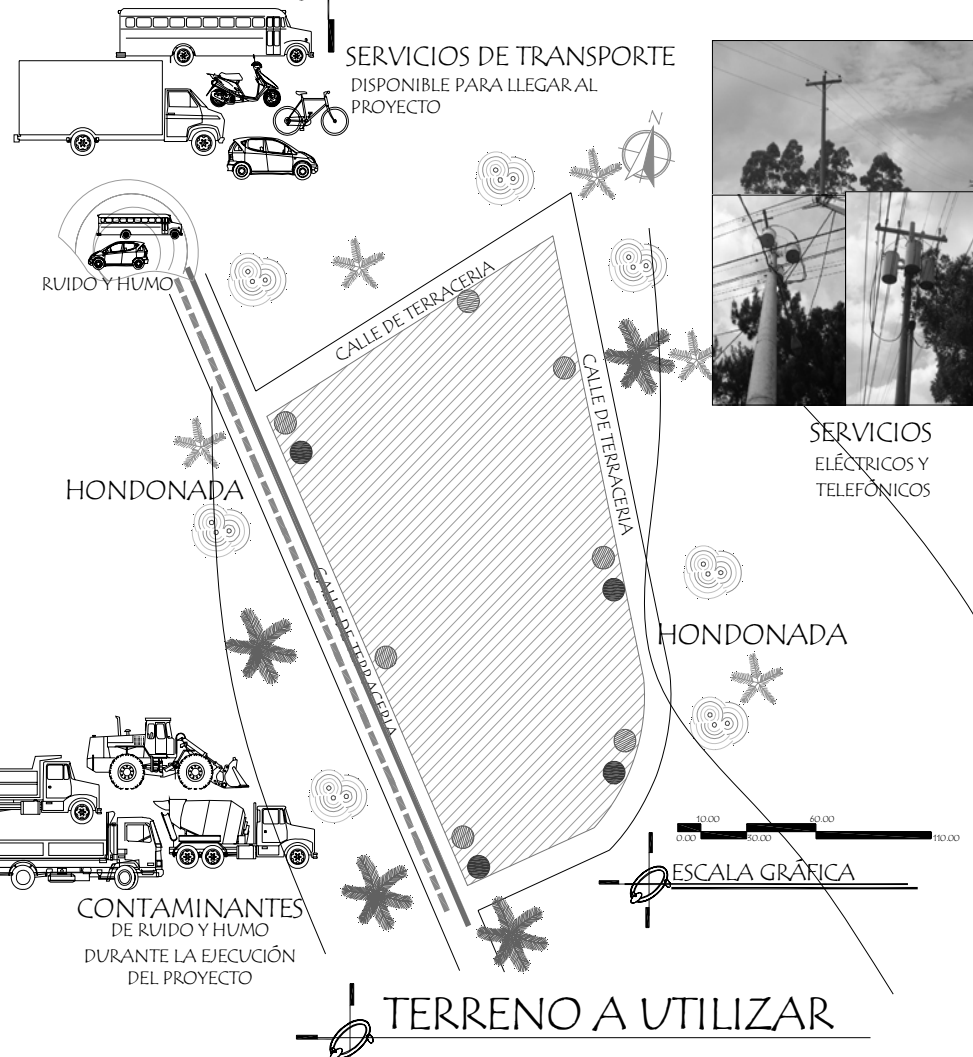 SERVICIOS DE TRANSPORTE
DISPONIBLE PARA LLEGAR AL
PROYECTO
N
RUIDO Y HUMO
CALLE DE TERRACERIA
CALLE DE TERRACERIA
SERVICIOS
ELÉCTRICOS Y
TELEFÓNICOS
HONDONADA
CALLE DE TERRACERIA
HONDONADA
10.00
60.00
0.00
30.00
110.00
ESCALA GRÁFICA
CONTAMINANTES
DE RUIDO Y HUMO
DURANTE LA EJECUCIÓN
DEL PROYECTO
TERRENO A UTILIZAR